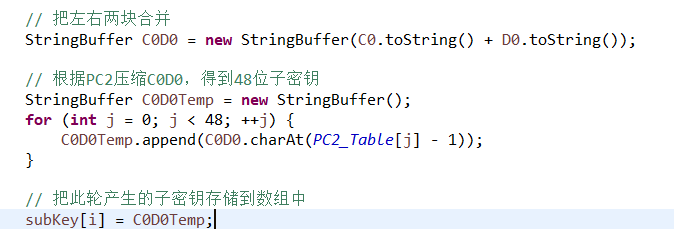 // 把左右两块合并
StringBuffer C0D0 = new StringBuffer(C0.toString() + D0.toString());
// 根据PC2压缩C0D0，得到48位子密钥
StringBuffer C0D0Temp = new StringBuffer();
for (int j = 0; j < 48; ++j) {
C0D0Temp.append(C0D0.charAt(PC2_Table[j] - 1));
}
// 把此轮产生的子密钥存储到数组中
subKey[i] = C0D0Temp;